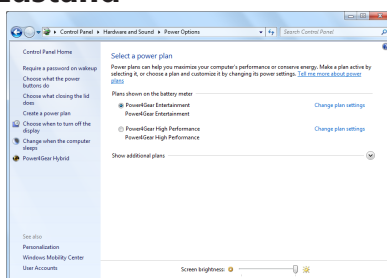 Control Panel ▸ Hardware and Sound ▸ Power Options
Search Control Panel
Control Panel Home
Require a password on wakeup
Choose what the power
buttons do
Choose what closing the lid
does
Create a power plan
Choose when to turn off the
display
Change when the computer
sleeps
Power4Gear Hybrid
See also
Personalization
Windows Mobility Center
User Accounts
Select a power plan
Power plans can help you maximize your computer's performance or conserve energy. Make a plan active by
selecting it, or choose a plan and customize it by changing its power settings. Tell me more about power
plans
Plans shown on the battery meter
Power4Gear Entertainment
Change plan settings
Power4Gear Entertainment
Power4Gear High Performance
Change plan settings
Power4Gear High Performance
Show additional plans
Screen brightness: